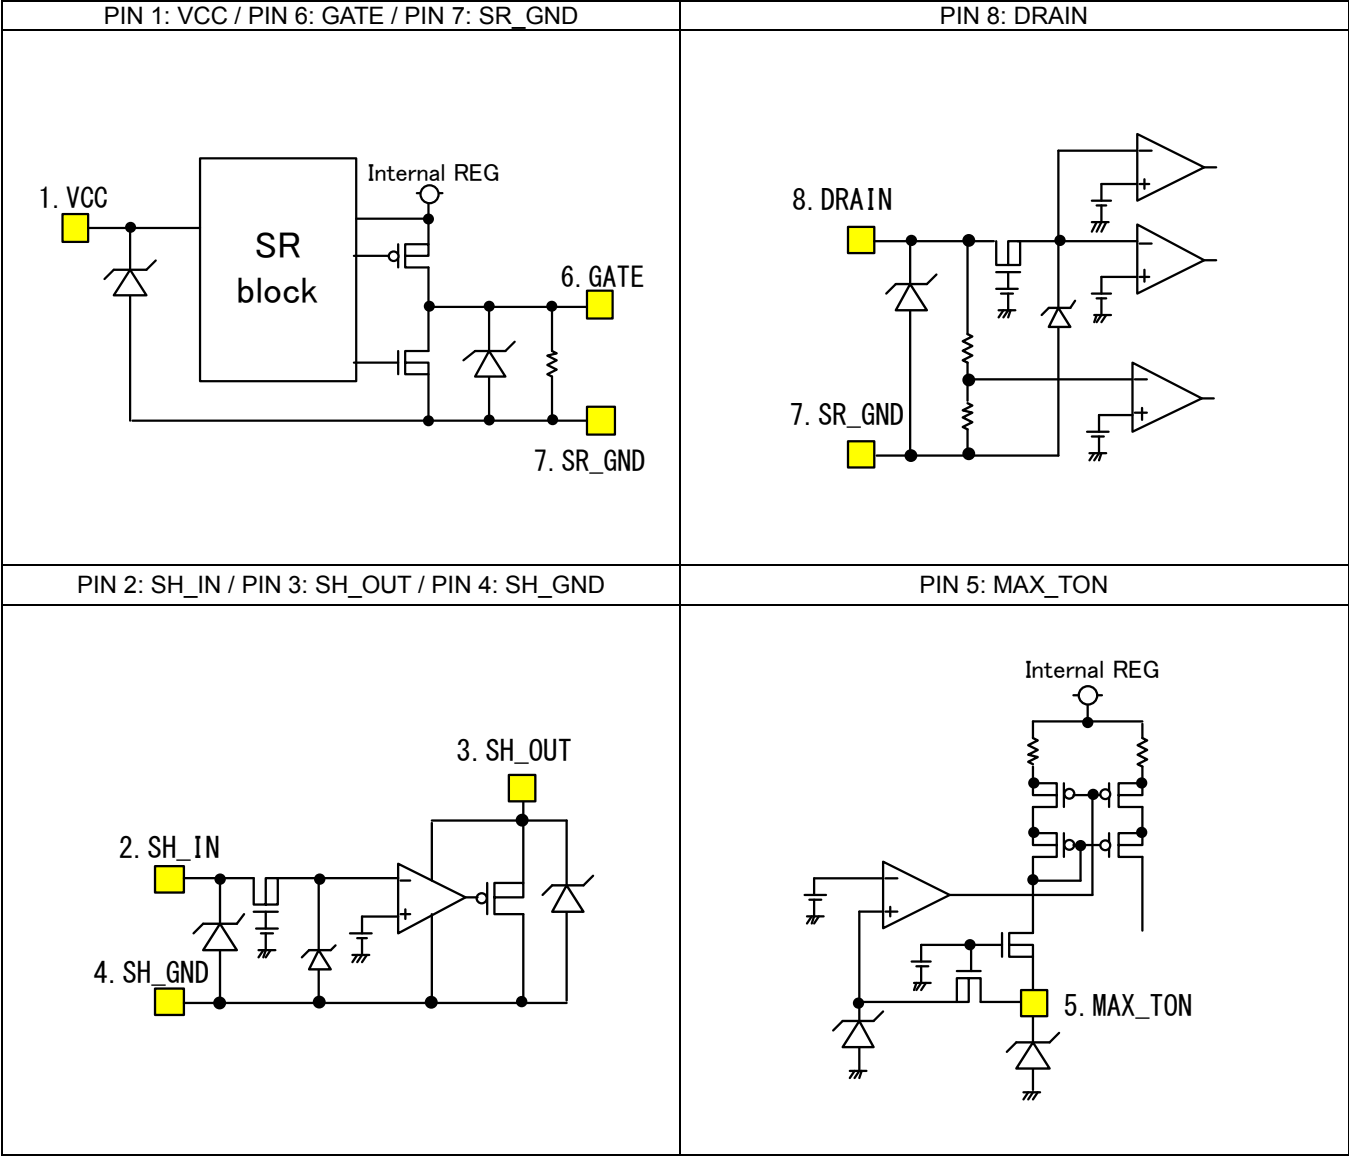 PIN 1: VCC / PIN 6: GATE / PIN 7: SR_GND
PIN 8: DRAIN
Internal REG
1. VCC
SR
block
6. GATE
7. SR_GND
8. DRAIN
7. SR_GND
PIN 2: SH_IN / PIN 3: SH_OUT / PIN 4: SH_GND
PIN 5: MAX_TON
3. SH_OUT
2. SH_IN
4. SH_GND
Internal REG
5. MAX_TON